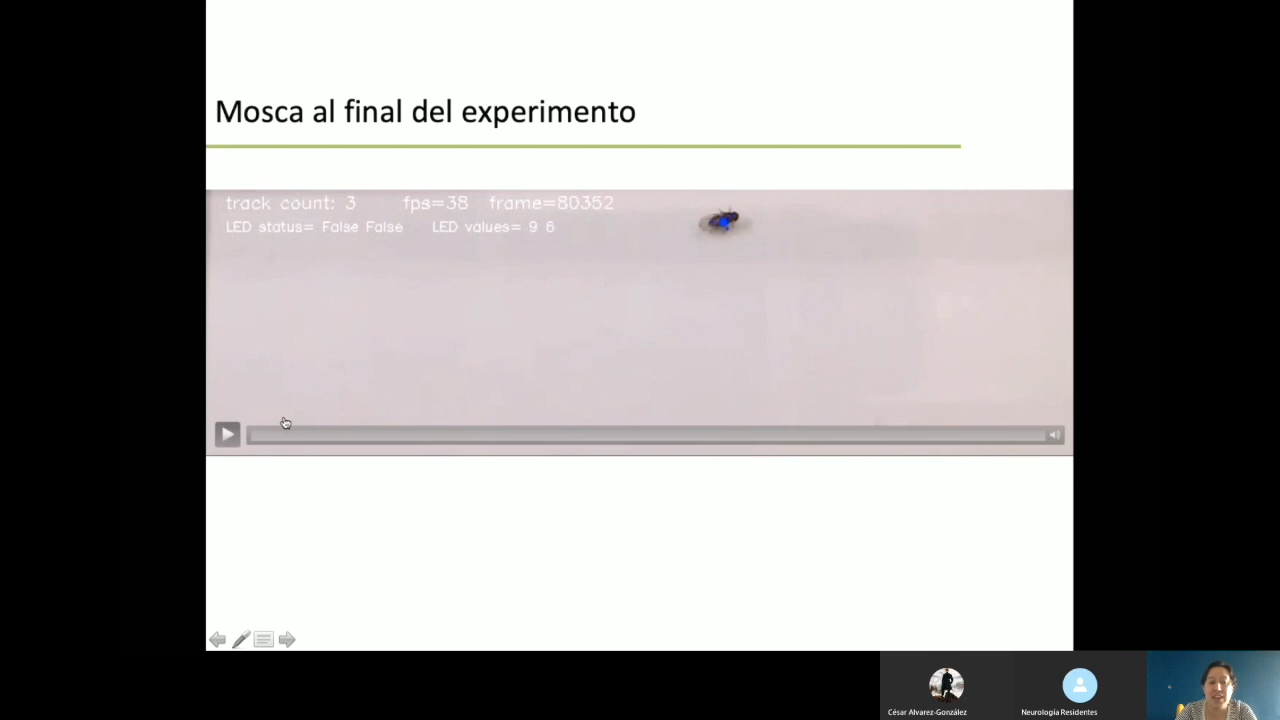 Mosca al final del experimento
track count: 3 fps=38 frame=80352
LED status= False False LED values= 9 6
César Alvarez-González
Neurología Residentes